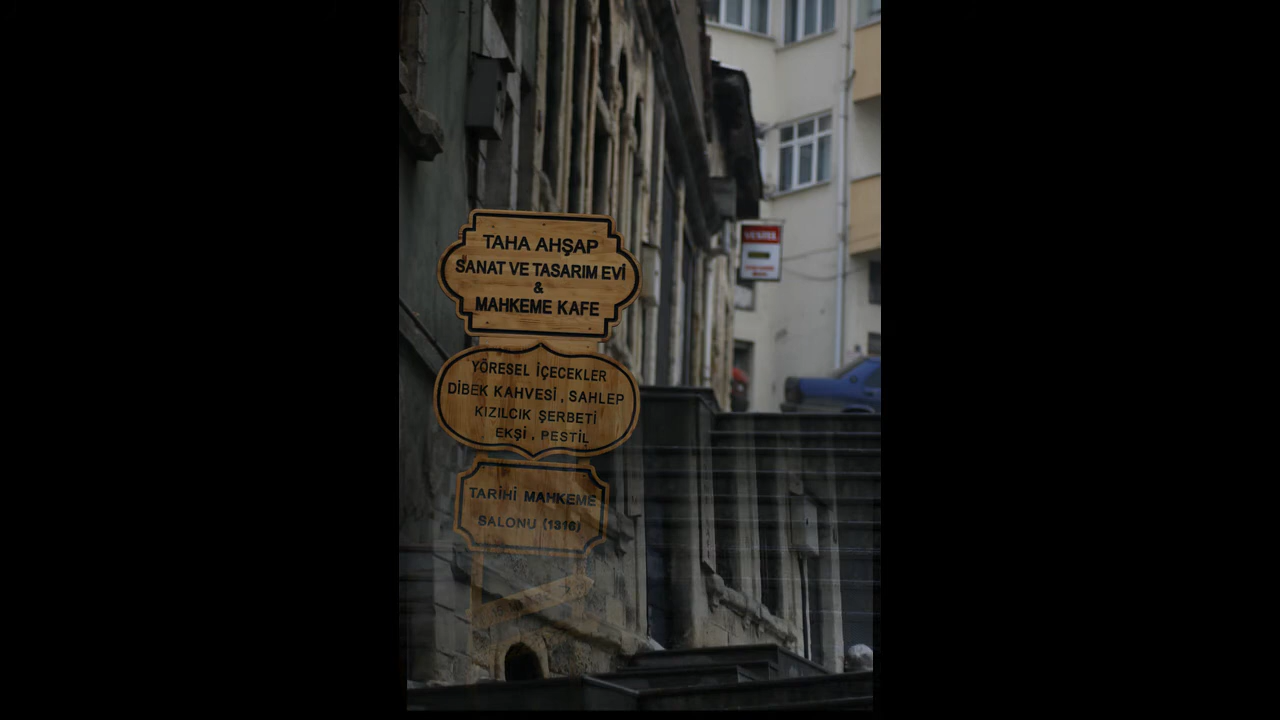 TAHA AHŞAP
SANAT VE TASARIM EVİ
&
MAHKEME KAFE
YÖRESEL İÇECEKLER
DİBEK KAHVESİ , SAHLEP
KIZILCIK ŞERBETİ
EKŞİ , PESTİL
TARİHİ MAHKEME
SALONU (1316)